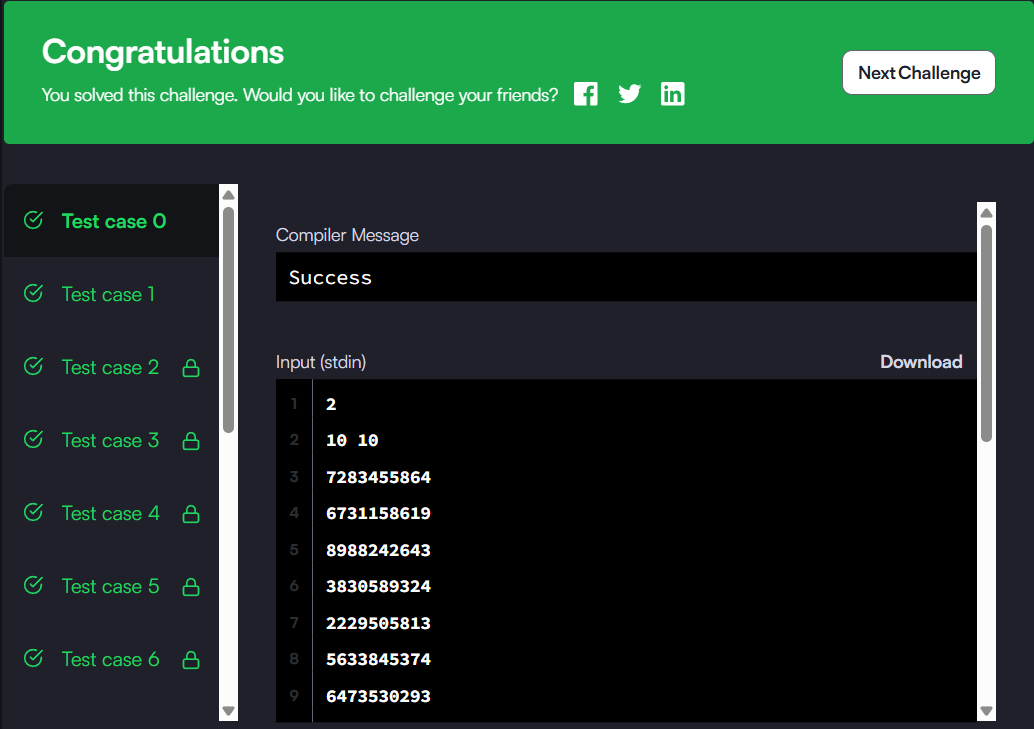 Congratulations
You solved this challenge. Would you like to challenge your friends?
Next Challenge
Test case 0
Test case 1
Test case 2
Test case 3
Test case 4
Test case 5
Test case 6
Compiler Message
Success
Input (stdin)
Download
1 2
2 10 10
3 7283455864
4 6731158619
5 8988242643
6 3830589324
7 2229505813
8 5633845374
9 6473530293